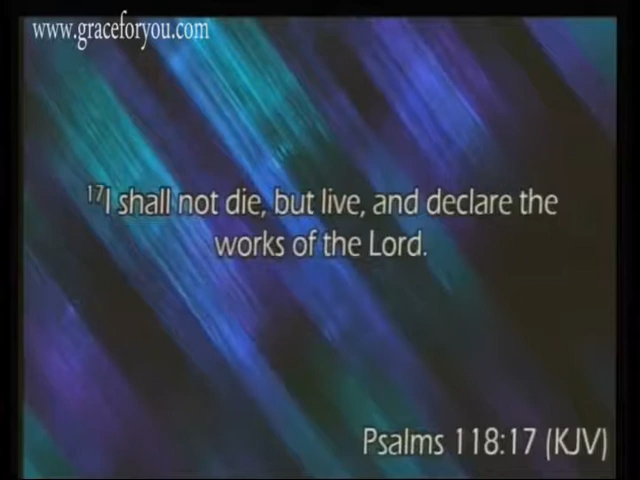 www.graceforyou.com
17I shall not die, but live, and declare the
works of the Lord.
Psalms 118:17 (KJV)